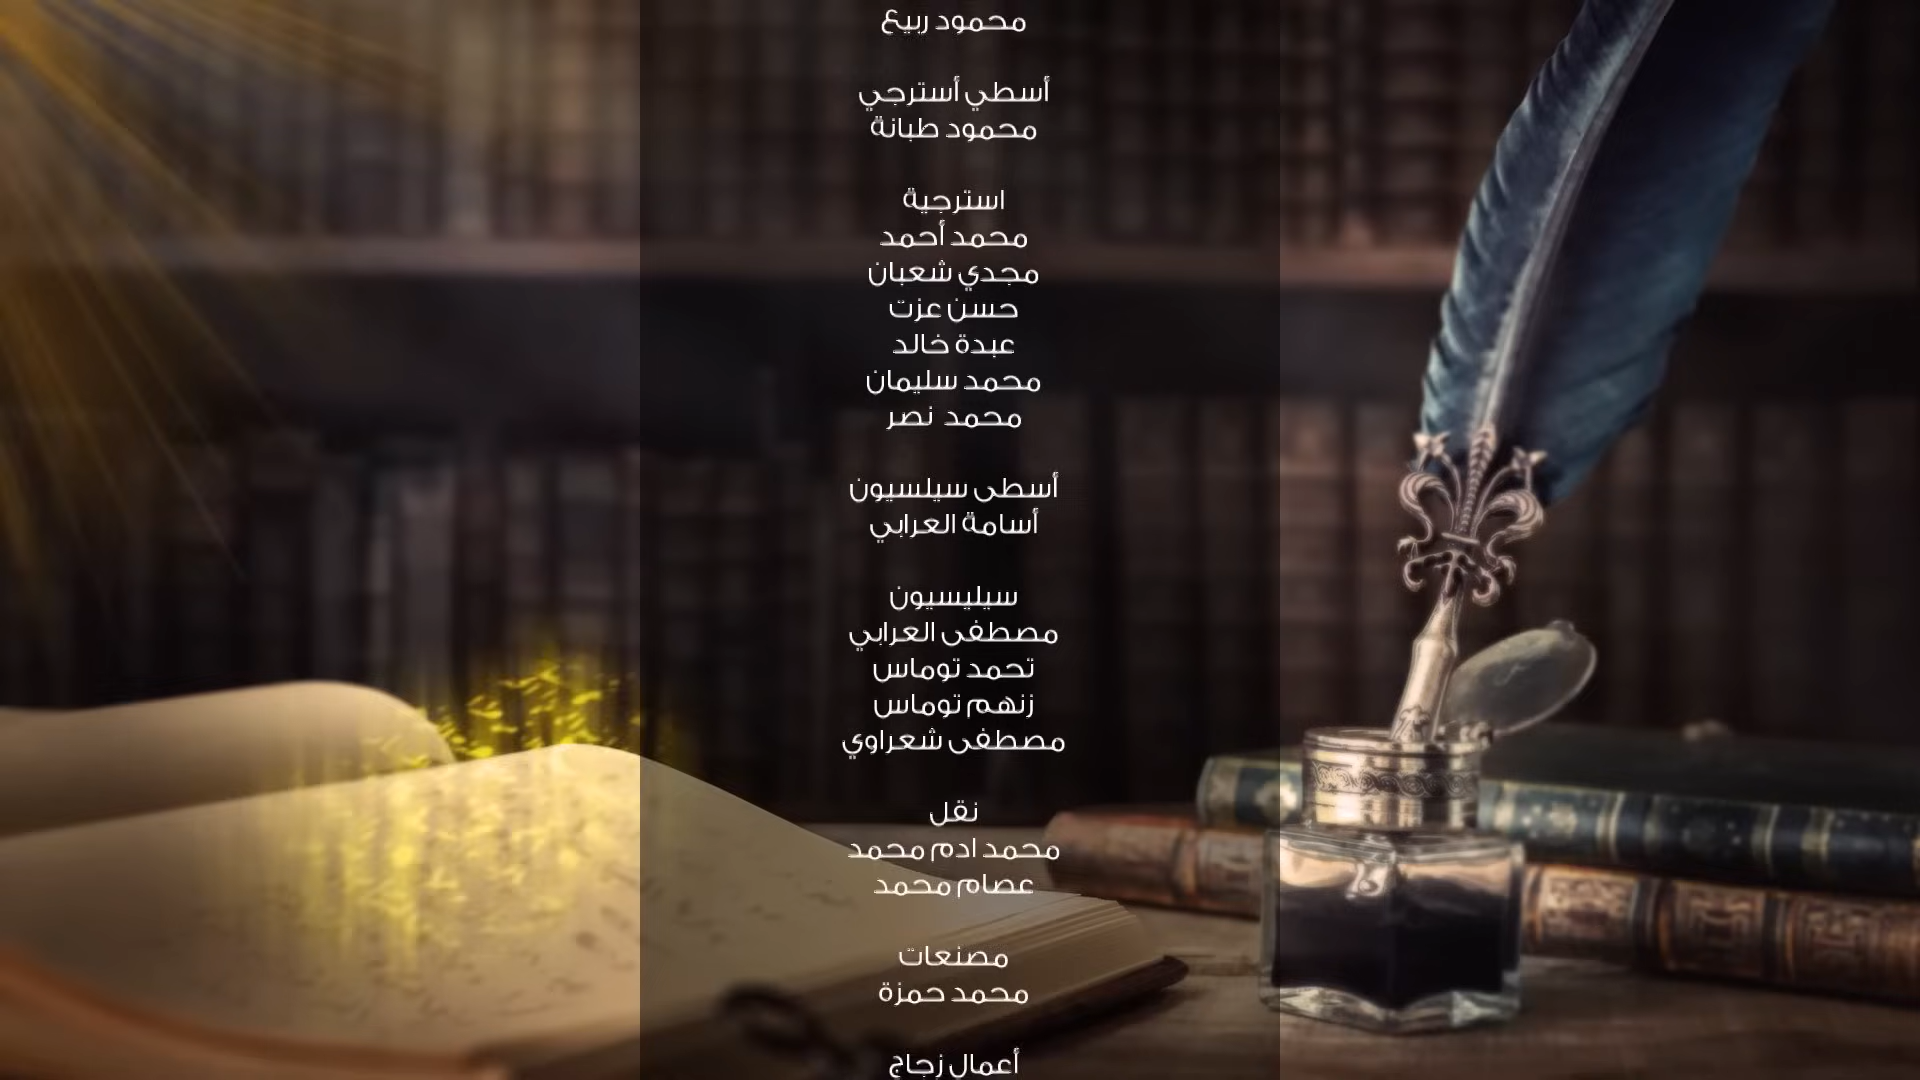 محمود ربيع
أسطي أسترجي
محمود طبانة
استرجية
محمد أحمد
مجدي شعبان
حسن عزت
عبدة خالد
محمد سليمان
محمد نصر
أسطى سيلسيون
أسامة العرابي
سيليسيون
مصطفى العرابي
تحمد توماس
زنهم توماس
مصطفى شعراوي
نقل
محمد ادم محمد
عصام محمد
مصنعات
محمد حمزة
أعمال زجاج